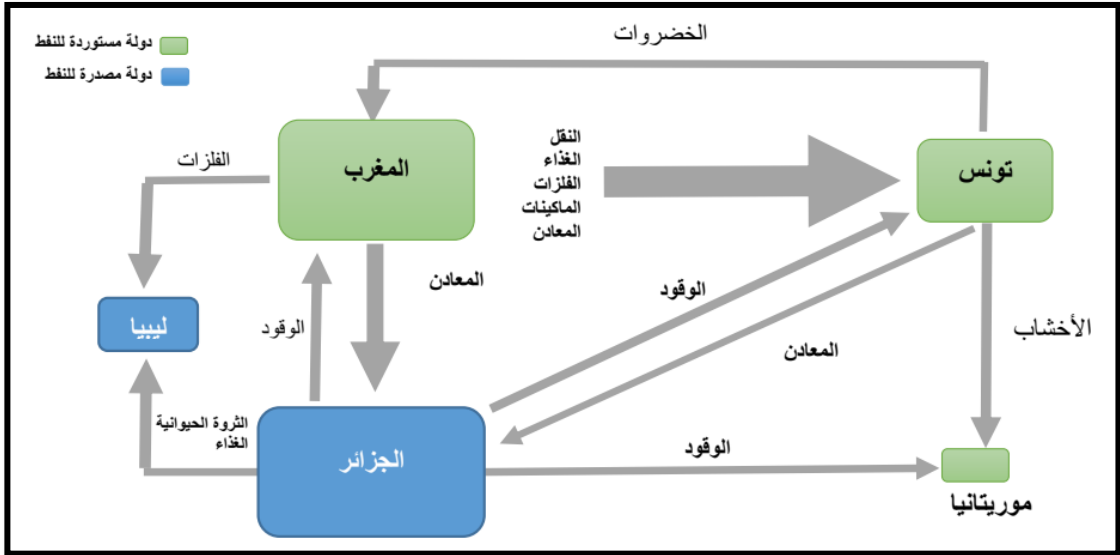 الخضروات
دولة مستوردة للنفط
دولة مصدرة للنفط
النقل
الغذاء
الفلزات
الماكينات
المعادن
تونس
المغرب
الفلزات
المعادن
الوقود
الوقود
المعادن
الأخشاب
ليبيا
الثروة الحيوانية
الغذاء
الجزائر
الوقود
موريتانيا